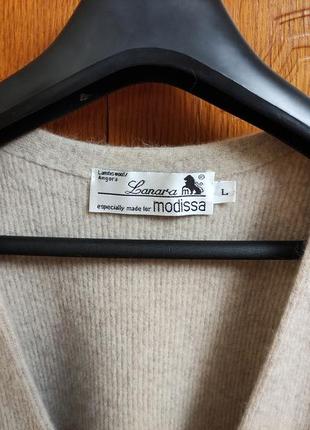 Lambswool/
Angora
Lanara
m
®
L
especially made for modissa